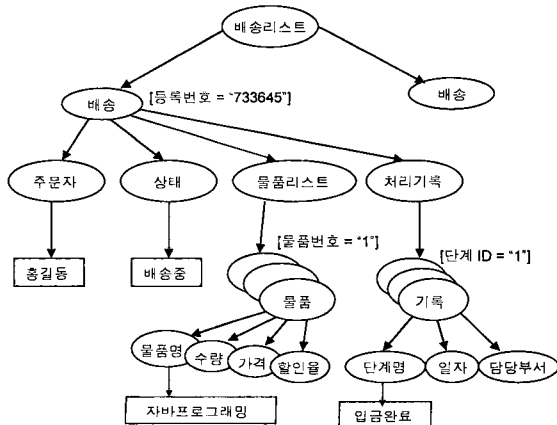 배송리스트
배송
[등록번호 = "733645"]
배송
주문자
상태
물품리스트
처리기록
홍길동
배송중
[물품번호 = "1"]
[단계 ID = "1"]
물품
기록
물품명
수량
가격
할인율
단계명
일자
담당부서
자바프로그래밍
입금완료